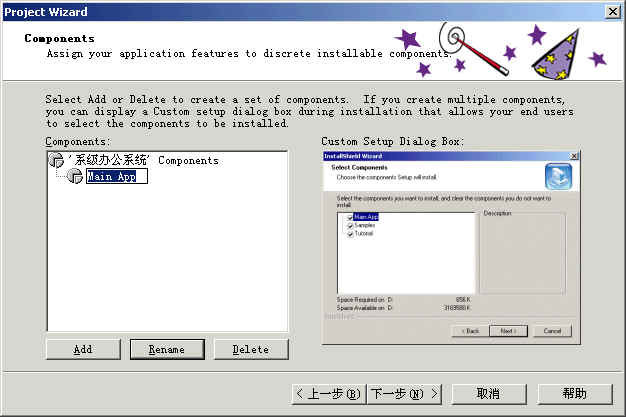 Project Wizard
Components
Assign your application features to discrete installable components.
Select Add or Delete to create a set of components.  If you create multiple components,
you can display a Custom setup dialog box during installation that allows your end users
to select the components to be installed.
Components:
'系级办公系统' Components
Main App
Add
Rename
Delete
Custom Setup Dialog Box:
InstallShield Wizard
Select Components
Choose the components Setup will install.
Select the components you want to install, and clear the components you do not want to
install.
Main App
Samples
Tutorial
Description
Space Required on  D:    656 K
Space Available on  D:    3169588 K
InstallShield
< Back
Next >
Cancel
< 上一步(B)
下一步(N) >
取消
帮助